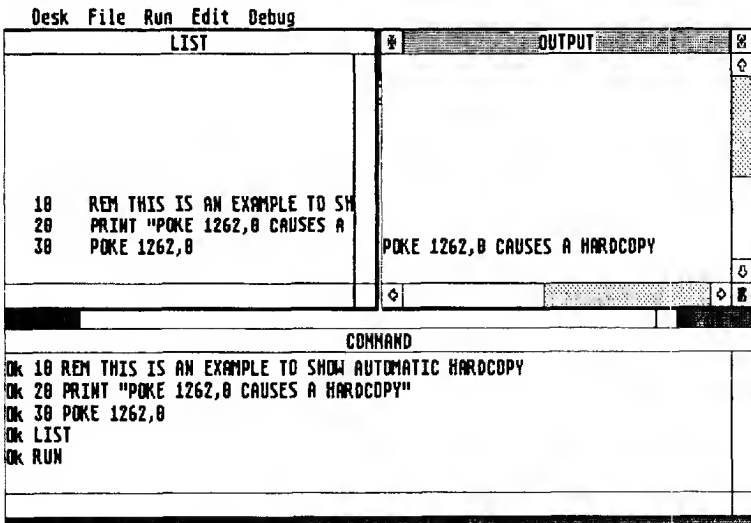 Desk File Run Edit Debug
LIST
OUTPUT
10 REM THIS IS AN EXAMPLE TO SH
20 PRINT "POKE 1262,0 CAUSES A
30 POKE 1262,0
POKE 1262,0 CAUSES A HARDCOPY
COMMAND
Ok 10 REM THIS IS AN EXAMPLE TO SHOW AUTOMATIC HARDCOPY
Ok 20 PRINT "POKE 1262,0 CAUSES A HARDCOPY"
Ok 30 POKE 1262,0
Ok LIST
Ok RUN